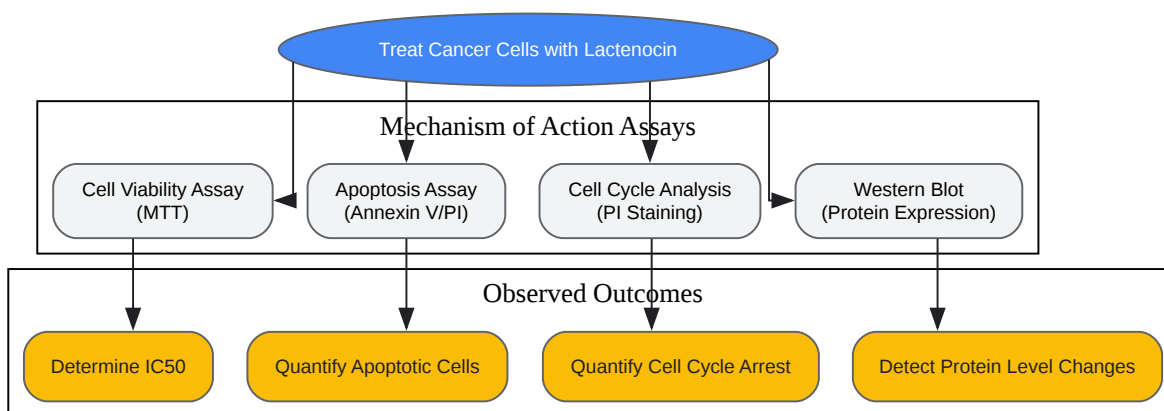 Treat Cancer Cells with Lactenocin
Mechanism of Action Assays
Cell Viability Assay
(MTT)
Apoptosis Assay
(Annexin V/PI)
Cell Cycle Analysis
(PI Staining)
Western Blot
(Protein Expression)
Observed Outcomes
Determine IC50
Quantify Apoptotic Cells
Quantify Cell Cycle Arrest
Detect Protein Level Changes